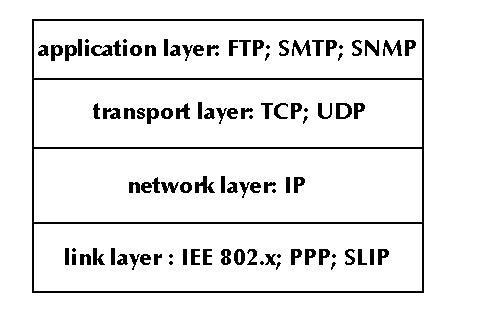 application layer: FTP; SMTP; SNMP
transport layer: TCP; UDP
network layer: IP
link layer : IEE 802.x; PPP; SLIP